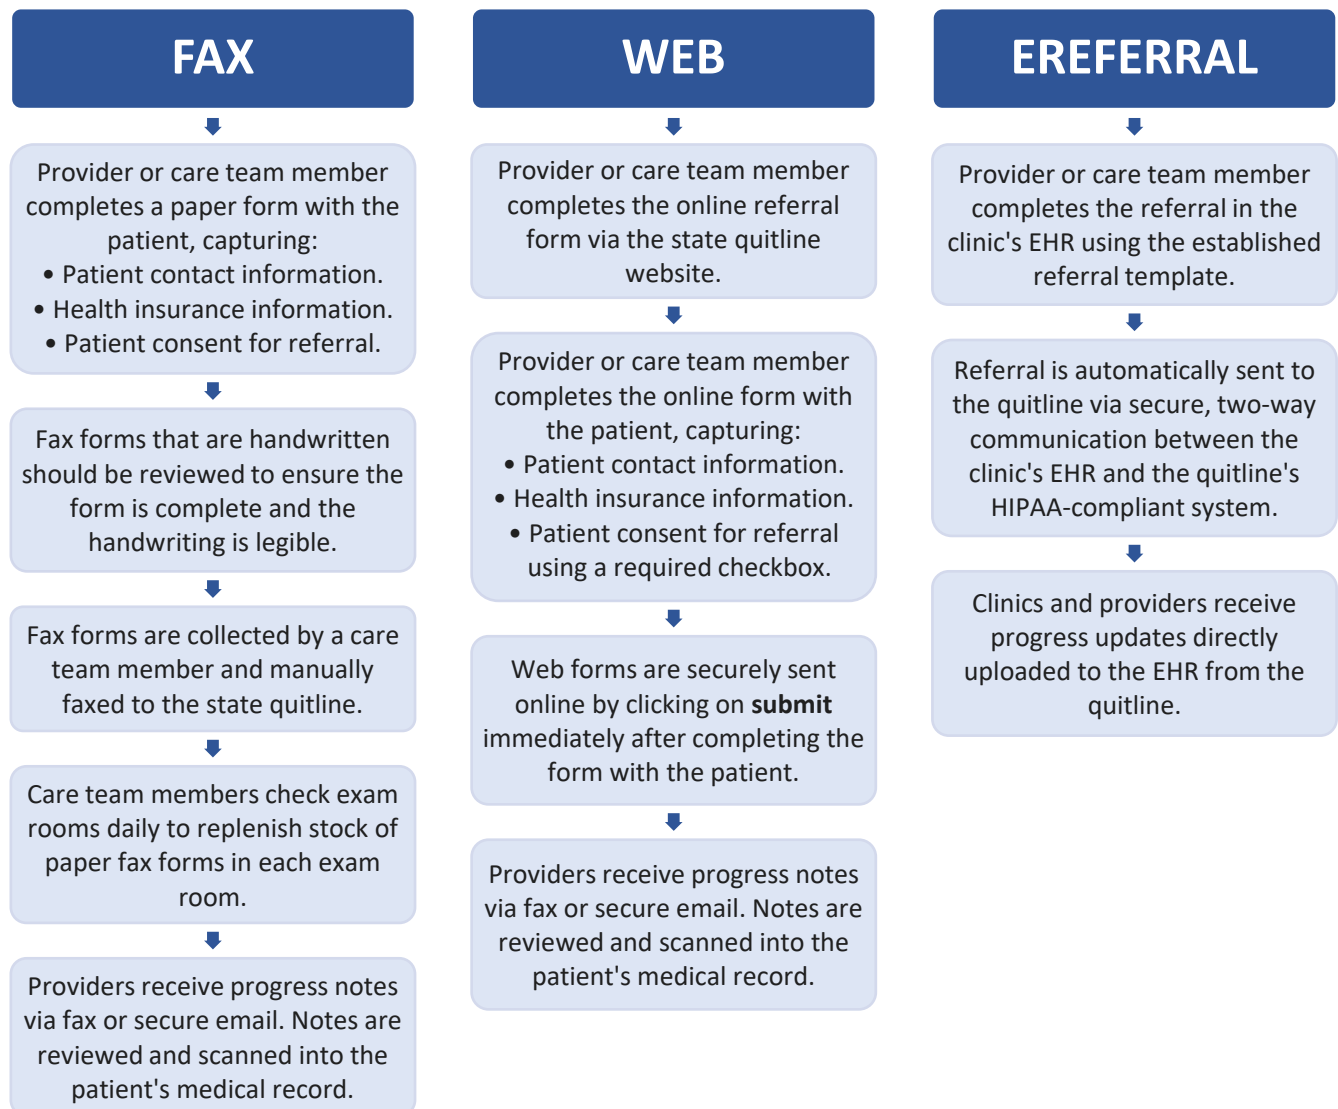 FAX
Provider or care team member
completes a paper form with the
patient, capturing:
• Patient contact information.
• Health insurance information.
• Patient consent for referral.
Fax forms that are handwritten
should be reviewed to ensure the
form is complete and the
handwriting is legible.
Fax forms are collected by a care
team member and manually
faxed to the state quitline.
Care team members check exam
rooms daily to replenish stock of
paper fax forms in each exam
room.
Providers receive progress notes
via fax or secure email. Notes are
reviewed and scanned into the
patient's medical record.
WEB
Provider or care team member
completes the online referral
form via the state quitline
website.
Provider or care team member
completes the online form with
the patient, capturing:
• Patient contact information.
• Health insurance information.
• Patient consent for referral
using a required checkbox.
Web forms are securely sent
online by clicking on submit
immediately after completing the
form with the patient.
Providers receive progress notes
via fax or secure email. Notes are
reviewed and scanned into the
patient's medical record.
EREFERRAL
Provider or care team member
completes the referral in the
clinic's EHR using the established
referral template.
Referral is automatically sent to
the quitline via secure, two-way
communication between the
clinic's EHR and the quitline's
HIPAA-compliant system.
Clinics and providers receive
progress updates directly
uploaded to the EHR from the
quitline.